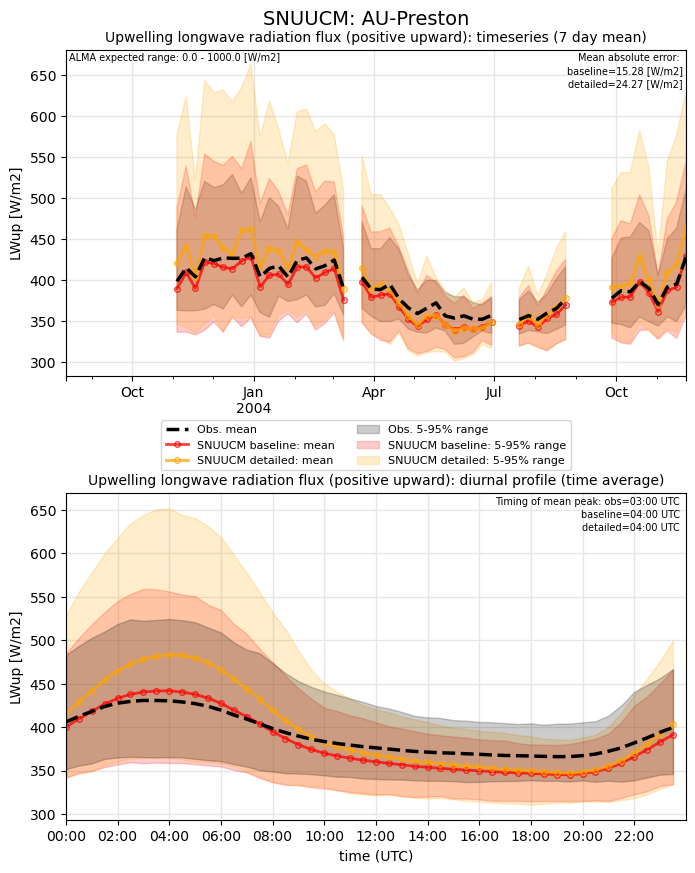 SNUUCM: AU-Preston
Upwelling longwave radiation flux (positive upward): timeseries (7 day mean)
ALMA expected range: 0.0 - 1000.0 [W/m2]
Mean absolute error:
baseline=15.28 [W/m2]
detailed=24.27 [W/m2]
LWup [W/m2]
650
600
550
500
450
400
350
300
Oct
Jan
2004
Apr
Jul
Oct
Obs. mean
SNUUCM baseline: mean
SNUUCM detailed: mean
Obs. 5-95% range
SNUUCM baseline: 5-95% range
SNUUCM detailed: 5-95% range
Upwelling longwave radiation flux (positive upward): diurnal profile (time average)
Timing of mean peak: obs=03:00 UTC
baseline=04:00 UTC
detailed=04:00 UTC
LWup [W/m2]
650
600
550
500
450
400
350
300
00:00 02:00 04:00 06:00 08:00 10:00 12:00 14:00 16:00 18:00 20:00 22:00
time (UTC)